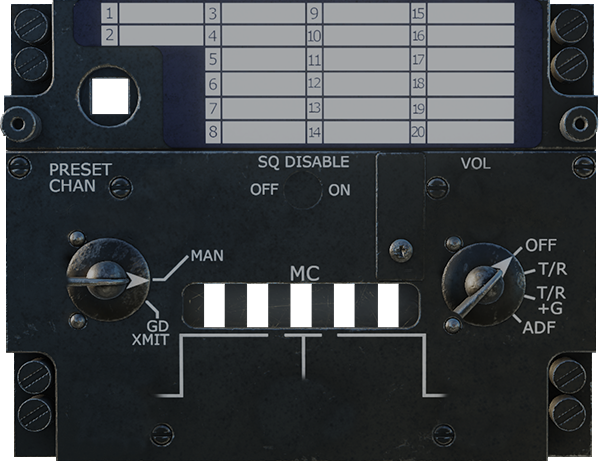 1 3 9 15
2 4 10 16
5 11 17
6 12 18
7 13 19
8 14 20
PRESET
CHAN
SQ DISABLE
OFF ON
VOL
MAN
GD
XMIT
MC
OFF
T/R
T/R
+G
ADF